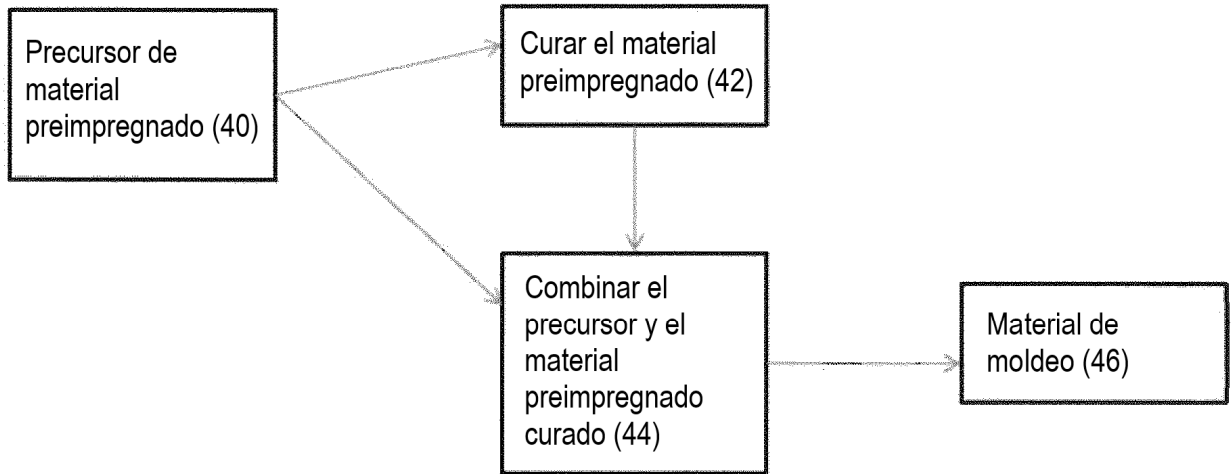 Precursor de
material
preimpregnado (40)
Curar el material
preimpregnado (42)
Combinar el
precursor y el
material
preimpregnado
curado (44)
Material de
moldeo (46)